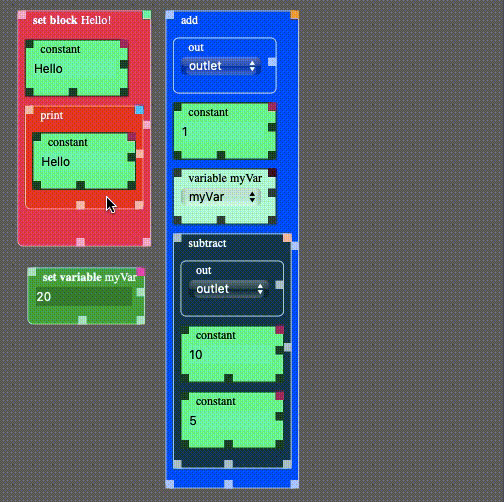 set block Hello!
constant
Hello
print
constant
Hello
set variable myVar
20
add
out
outlet
constant
1
variable myVar
myVar
subtract
out
outlet
constant
10
constant
5